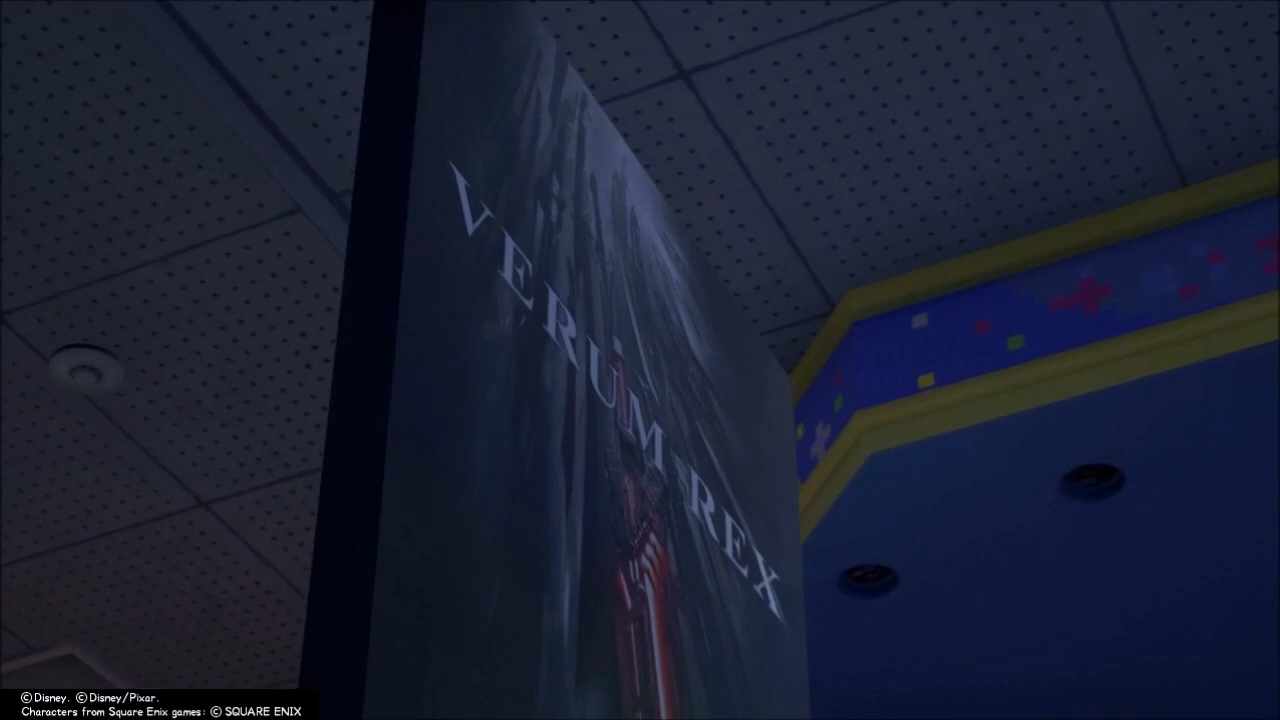 VERUM REX
©Disney. ©Disney/Pixar.
Characters from Square Enix games: © SQUARE ENIX